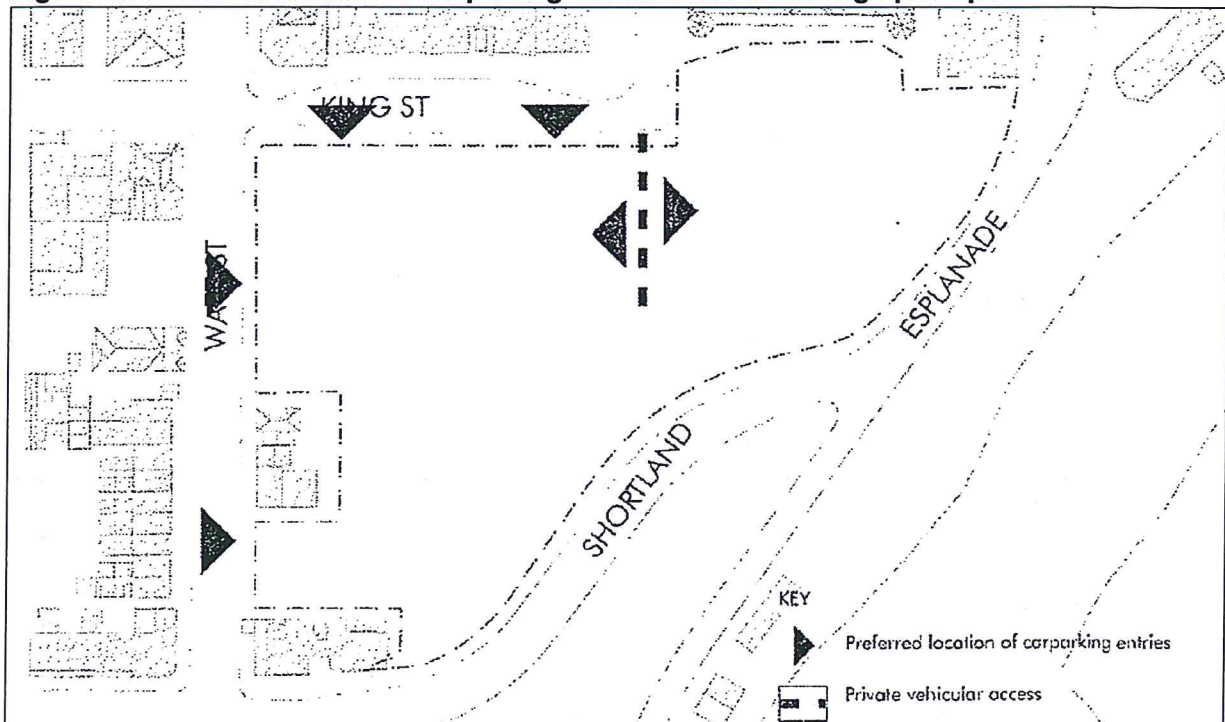 KING ST
ESPLANADE
SHORTLAND
KEY
Preferred location of carparking entries
Private vehicular access